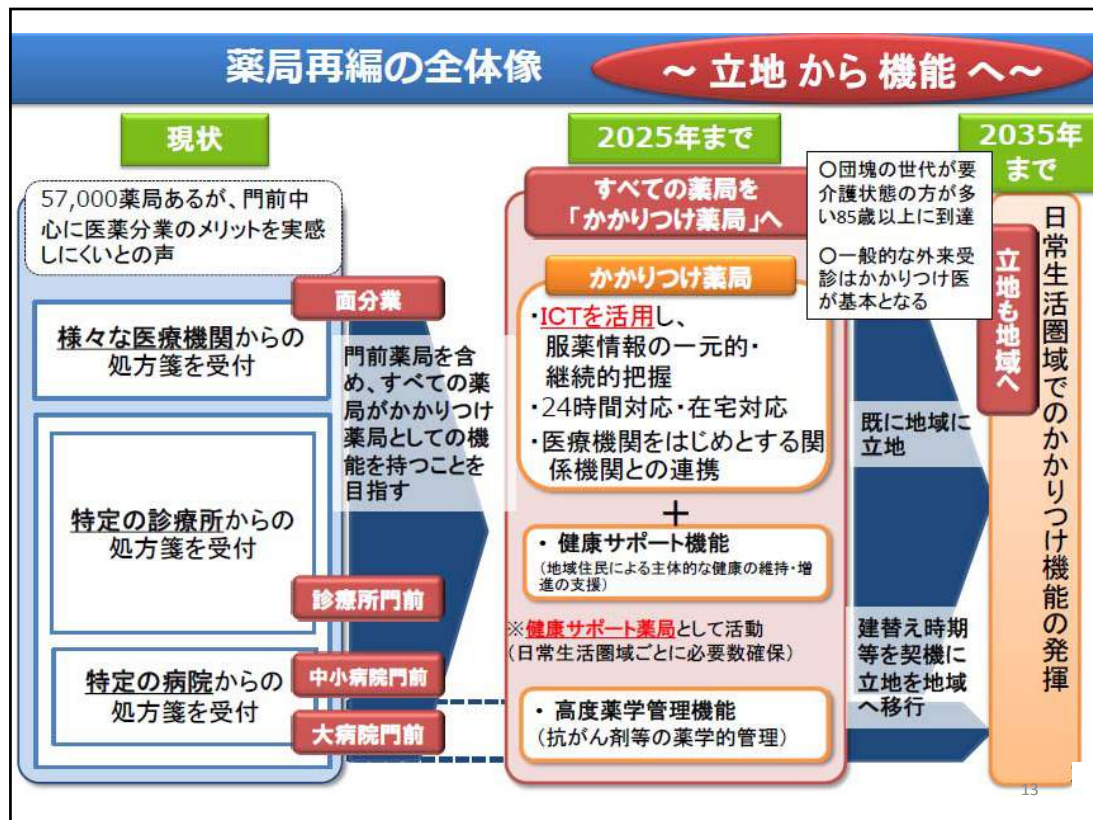 薬局再編の全体像
～ 立地 から 機能 へ～
現状
57,000薬局あるが、門前中
心に医薬分業のメリットを実感
しにくいとの声
面分業
様々な医療機関からの
処方箋を受付
特定の診療所からの
処方箋を受付
診療所門前
特定の病院からの
処方箋を受付
中小病院門前
大病院門前
門前薬局を含
め、すべての薬
局がかかりつけ
薬局としての機
能を持つことを
目指す
2025年まで
すべての薬局を
「かかりつけ薬局」へ
かかりつけ薬局
・ICTを活用し、
服薬情報の一元的・
継続的把握
・24時間対応・在宅対応
・医療機関をはじめとする関
係機関との連携
＋
・ 健康サポート機能
(地域住民による主体的な健康の維持・増
進の支援)
※健康サポート薬局として活動
(日常生活圏域ごとに必要数確保)
・ 高度薬学管理機能
(抗がん剤等の薬学的管理)
○団塊の世代が要
介護状態の方が多
い85歳以上に到達
○一般的な外来受
診はかかりつけ医
が基本となる
既に地域に
立地
建替え時期
等を契機に
立地を地域
へ移行
2035年
まで
立地も地域へ
日常生活圏域でのかかりつけ機能の発揮
13